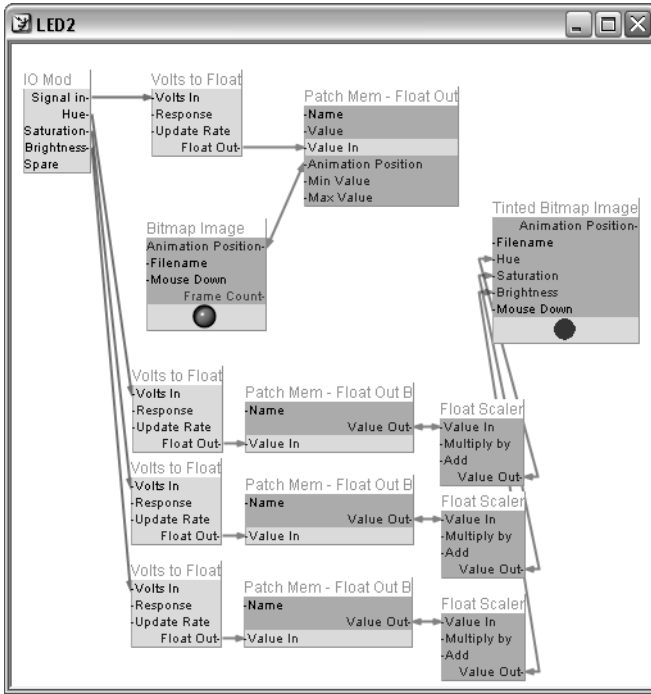 LED2
IO Mod
Signal in-
Hue-
Saturation-
Brightness-
Spare
Volts to Float
-Volts In
-Response
-Update Rate
Float Out-
Patch Mem - Float Out
-Name
-Value
-Value In
-Animation Position
-Min Value
-Max Value
Bitmap Image
Animation Position-
-Filename
-Mouse Down
Frame Count-
Tinted Bitmap Image
Animation Position-
-Filename
-Hue
-Saturation
-Brightness
-Mouse Down
Volts to Float
-Volts In
-Response
-Update Rate
Float Out-
Patch Mem - Float Out B
-Name
Value Out-
-Value In
Float Scaler
-Value In
-Multiply by
-Add
Value Out-
Volts to Float
-Volts In
-Response
-Update Rate
Float Out-
Patch Mem - Float Out B
-Name
Value Out-
-Value In
Float Scaler
-Value In
-Multiply by
-Add
Value Out-
Volts to Float
-Volts In
-Response
-Update Rate
Float Out-
Patch Mem - Float Out B
-Name
Value Out-
-Value In
Float Scaler
-Value In
-Multiply by
-Add
Value Out-